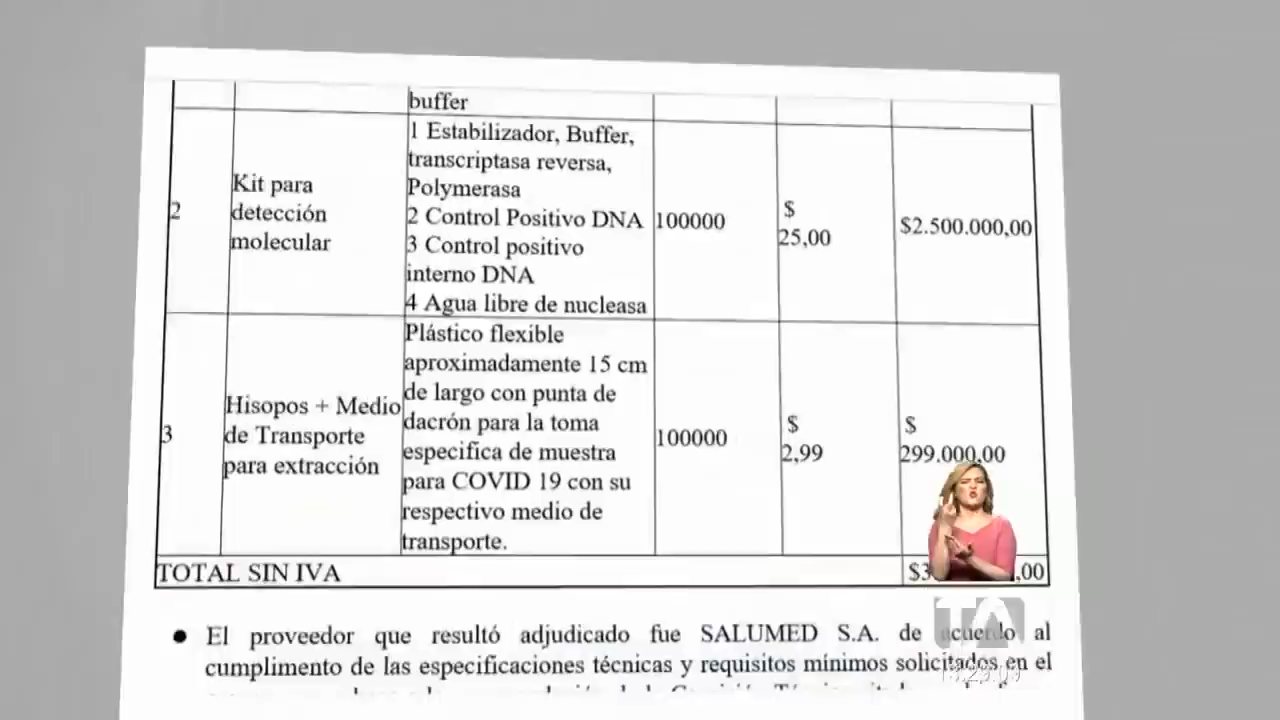 buffer
2
Kit para
detección
molecular
1 Estabilizador, Buffer,
transcriptasa reversa,
Polymerasa
2 Control Positivo DNA
3 Control positivo
interno DNA
4 Agua libre de nucleasa
100000
$
25,00
$2.500.000,00
3
Hisopos + Medio
de Transporte
para extracción
Plástico flexible
aproximadamente 15 cm
de largo con punta de
dacrón para la toma
especifica de muestra
para COVID 19 con su
respectivo medio de
transporte.
100000
$
2,99
$
299.000,00
TOTAL SIN IVA
$3 ,00
● El proveedor que resultó adjudicado fue SALUMED S.A. de acuerdo al
cumplimento de las especificaciones técnicas y requisitos mínimos solicitados en el
TA